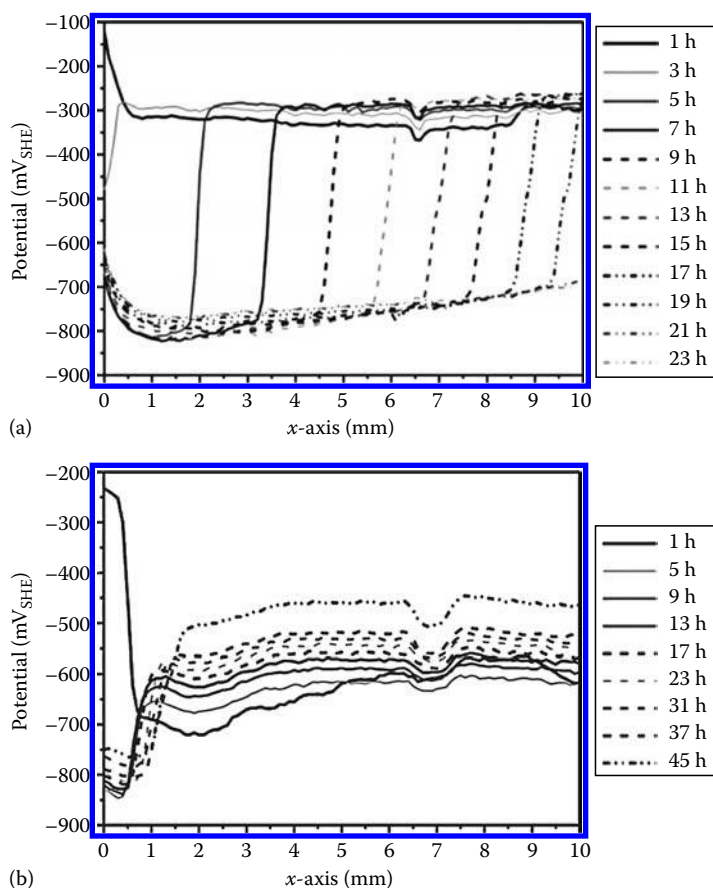 −100
−200
−300
−400
−500
−600
−700
−800
−900
Potential (mV_SHE)
0 1 2 3 4 5 6 7 8 9 10
x-axis (mm)
(a)
1 h
3 h
5 h
7 h
9 h
11 h
13 h
15 h
17 h
19 h
21 h
23 h
−200
−300
−400
−500
−600
−700
−800
−900
Potential (mV_SHE)
0 1 2 3 4 5 6 7 8 9 10
x-axis (mm)
(b)
1 h
5 h
9 h
13 h
17 h
23 h
31 h
37 h
45 h